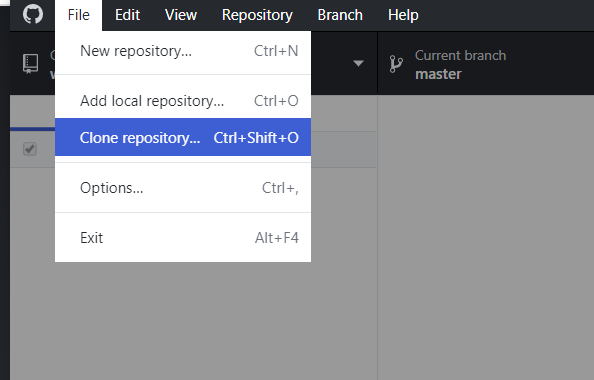 File Edit View Repository Branch Help
New repository... Ctrl+N
Current branch
master
Add local repository... Ctrl+O
Clone repository... Ctrl+Shift+O
Options... Ctrl+,
Exit Alt+F4